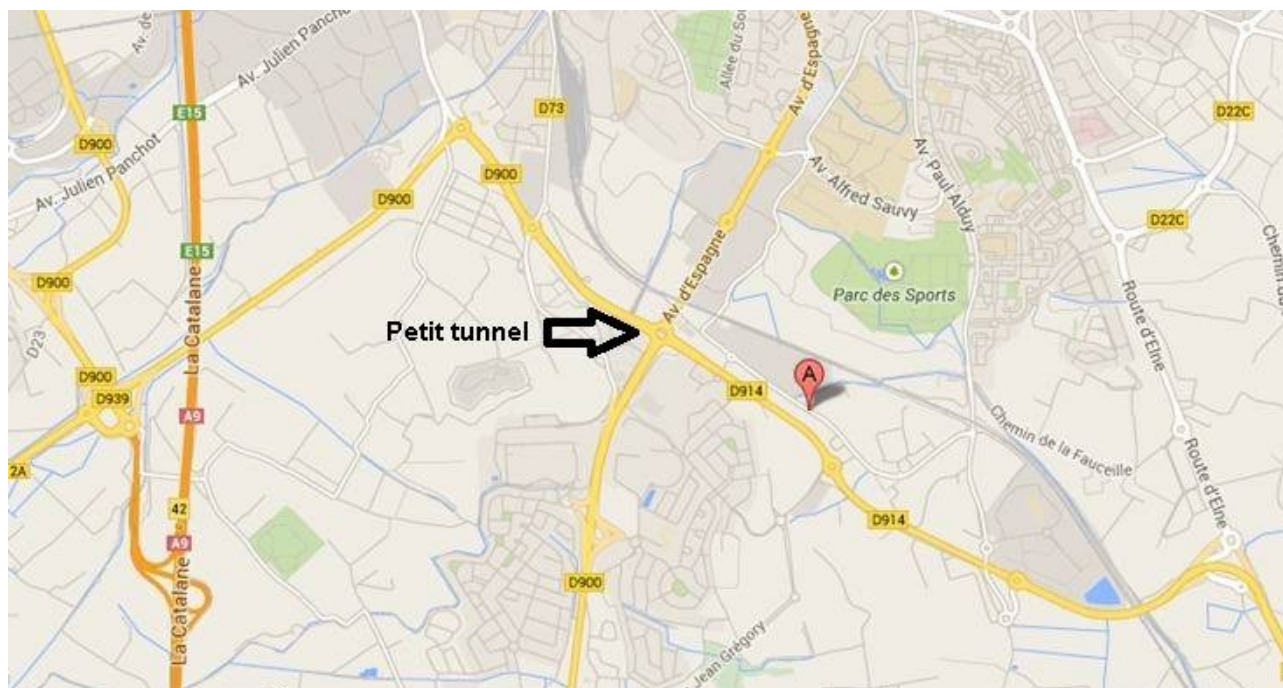 Av. de
Av. Julien Panchot
E15
D900
Av. Julien Panchot
D73
D900
D900
E15
La Catalane
D900
D23
D900
D939
2A
A9
42
A9
La Catalane
Petit tunnel
Allée du So
Av. d'Espagne
Av. d'Espagne
Av. Alfred Sauvy
Av. Paul Alduy
Parc des Sports
D22C
D22C
Chemin du
Route d'Elne
A
D914
Chemin de la Fauceille
Route d'Elne
D914
D900
Jean Grégory